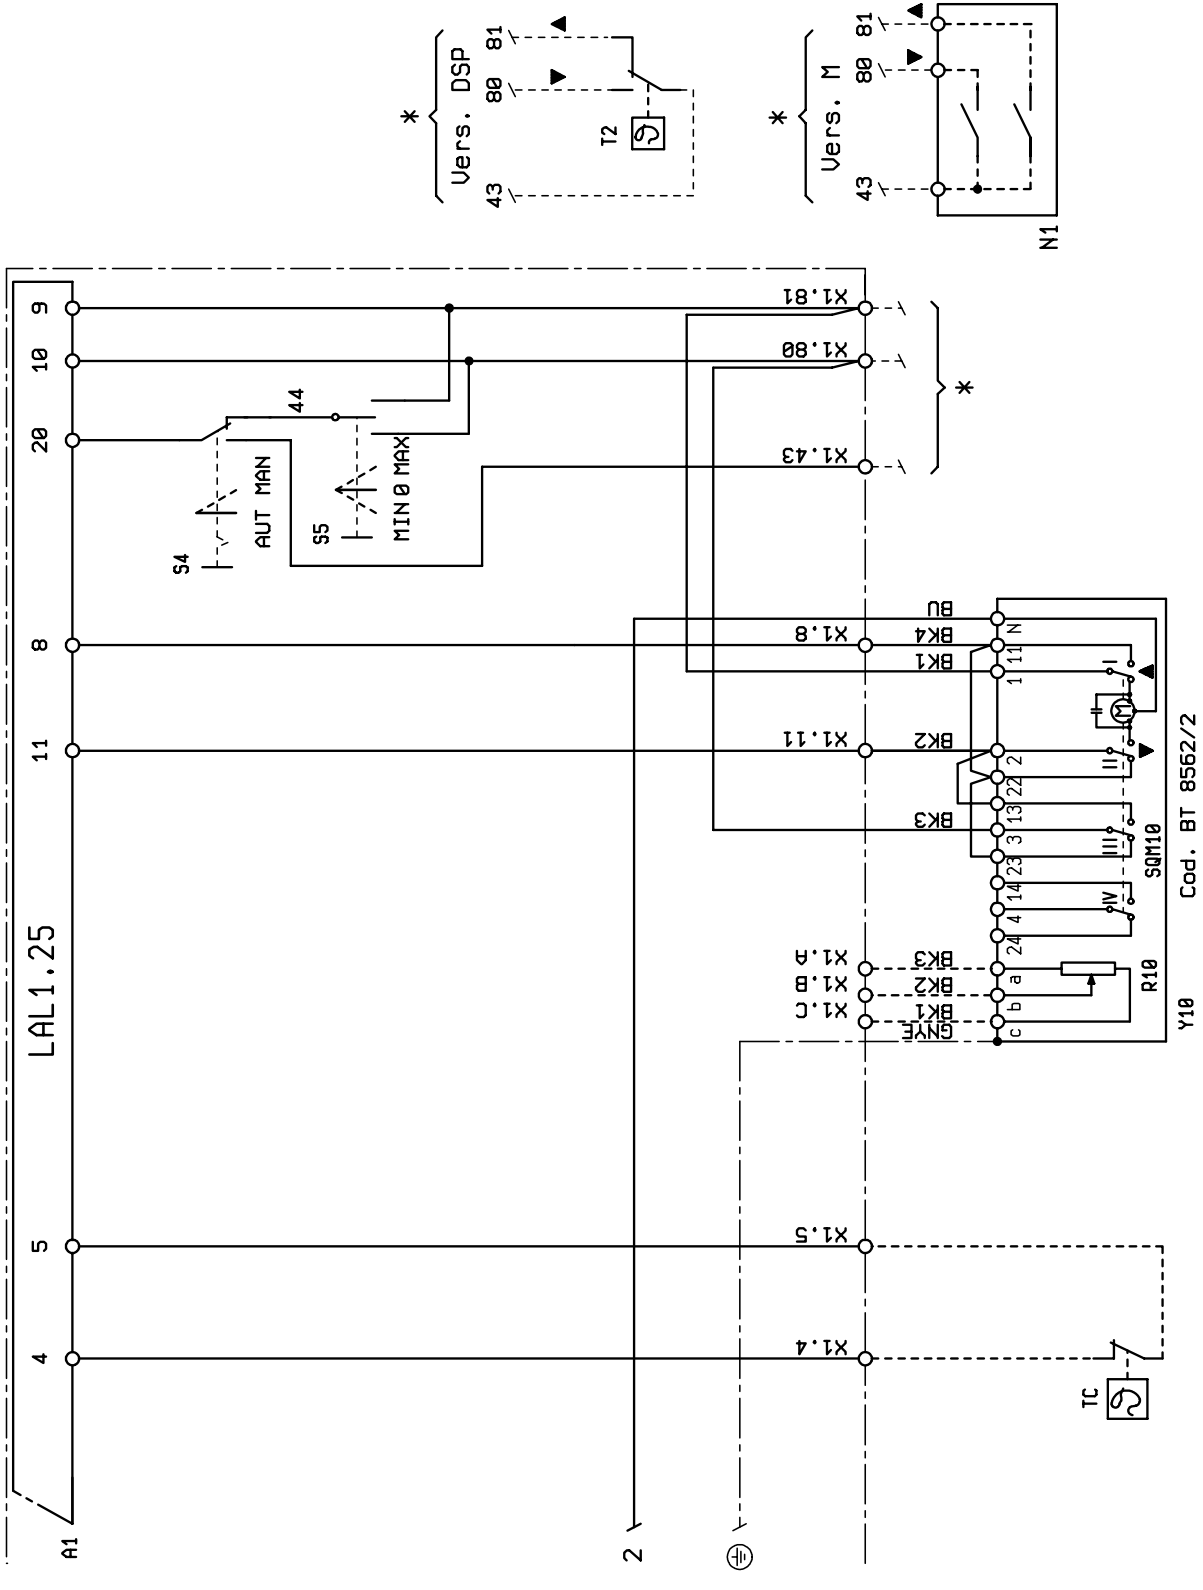 81
80
43
Vers. DSP
*
T2
81
80
43
Vers. M
*
N1
9
10
20
8
11
5
4
LAL1.25
A1
44
S4
AUT MAN
S5
MIN 0 MAX
X1.81
X1.80
X1.43
*
X1.8
X1.11
X1.A
X1.B
X1.C
X1.5
X1.4
BU
BK4
BK1
BK2
BK3
BK3
BK2
BK1
GNYE
N
11
1
2
22
13
3
23
14
4
24
a
b
c
I
II
III
IV
M
SQM10
R10
Y10
Cod. BT 8562/2
TC
2